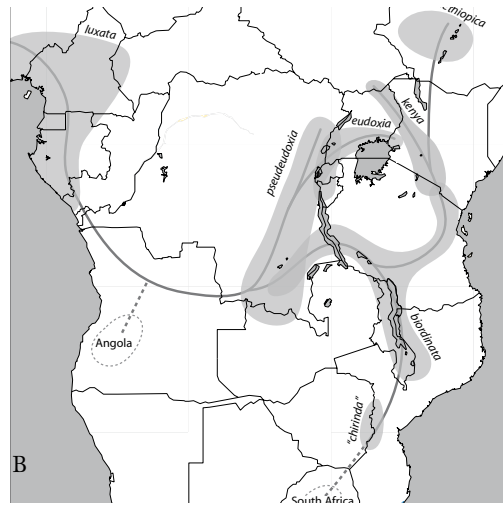 ethiopica
luxata
kenya
eudoxia
pseudeudoxia
biordinata
Angola
"chirinda"
B
South Africa